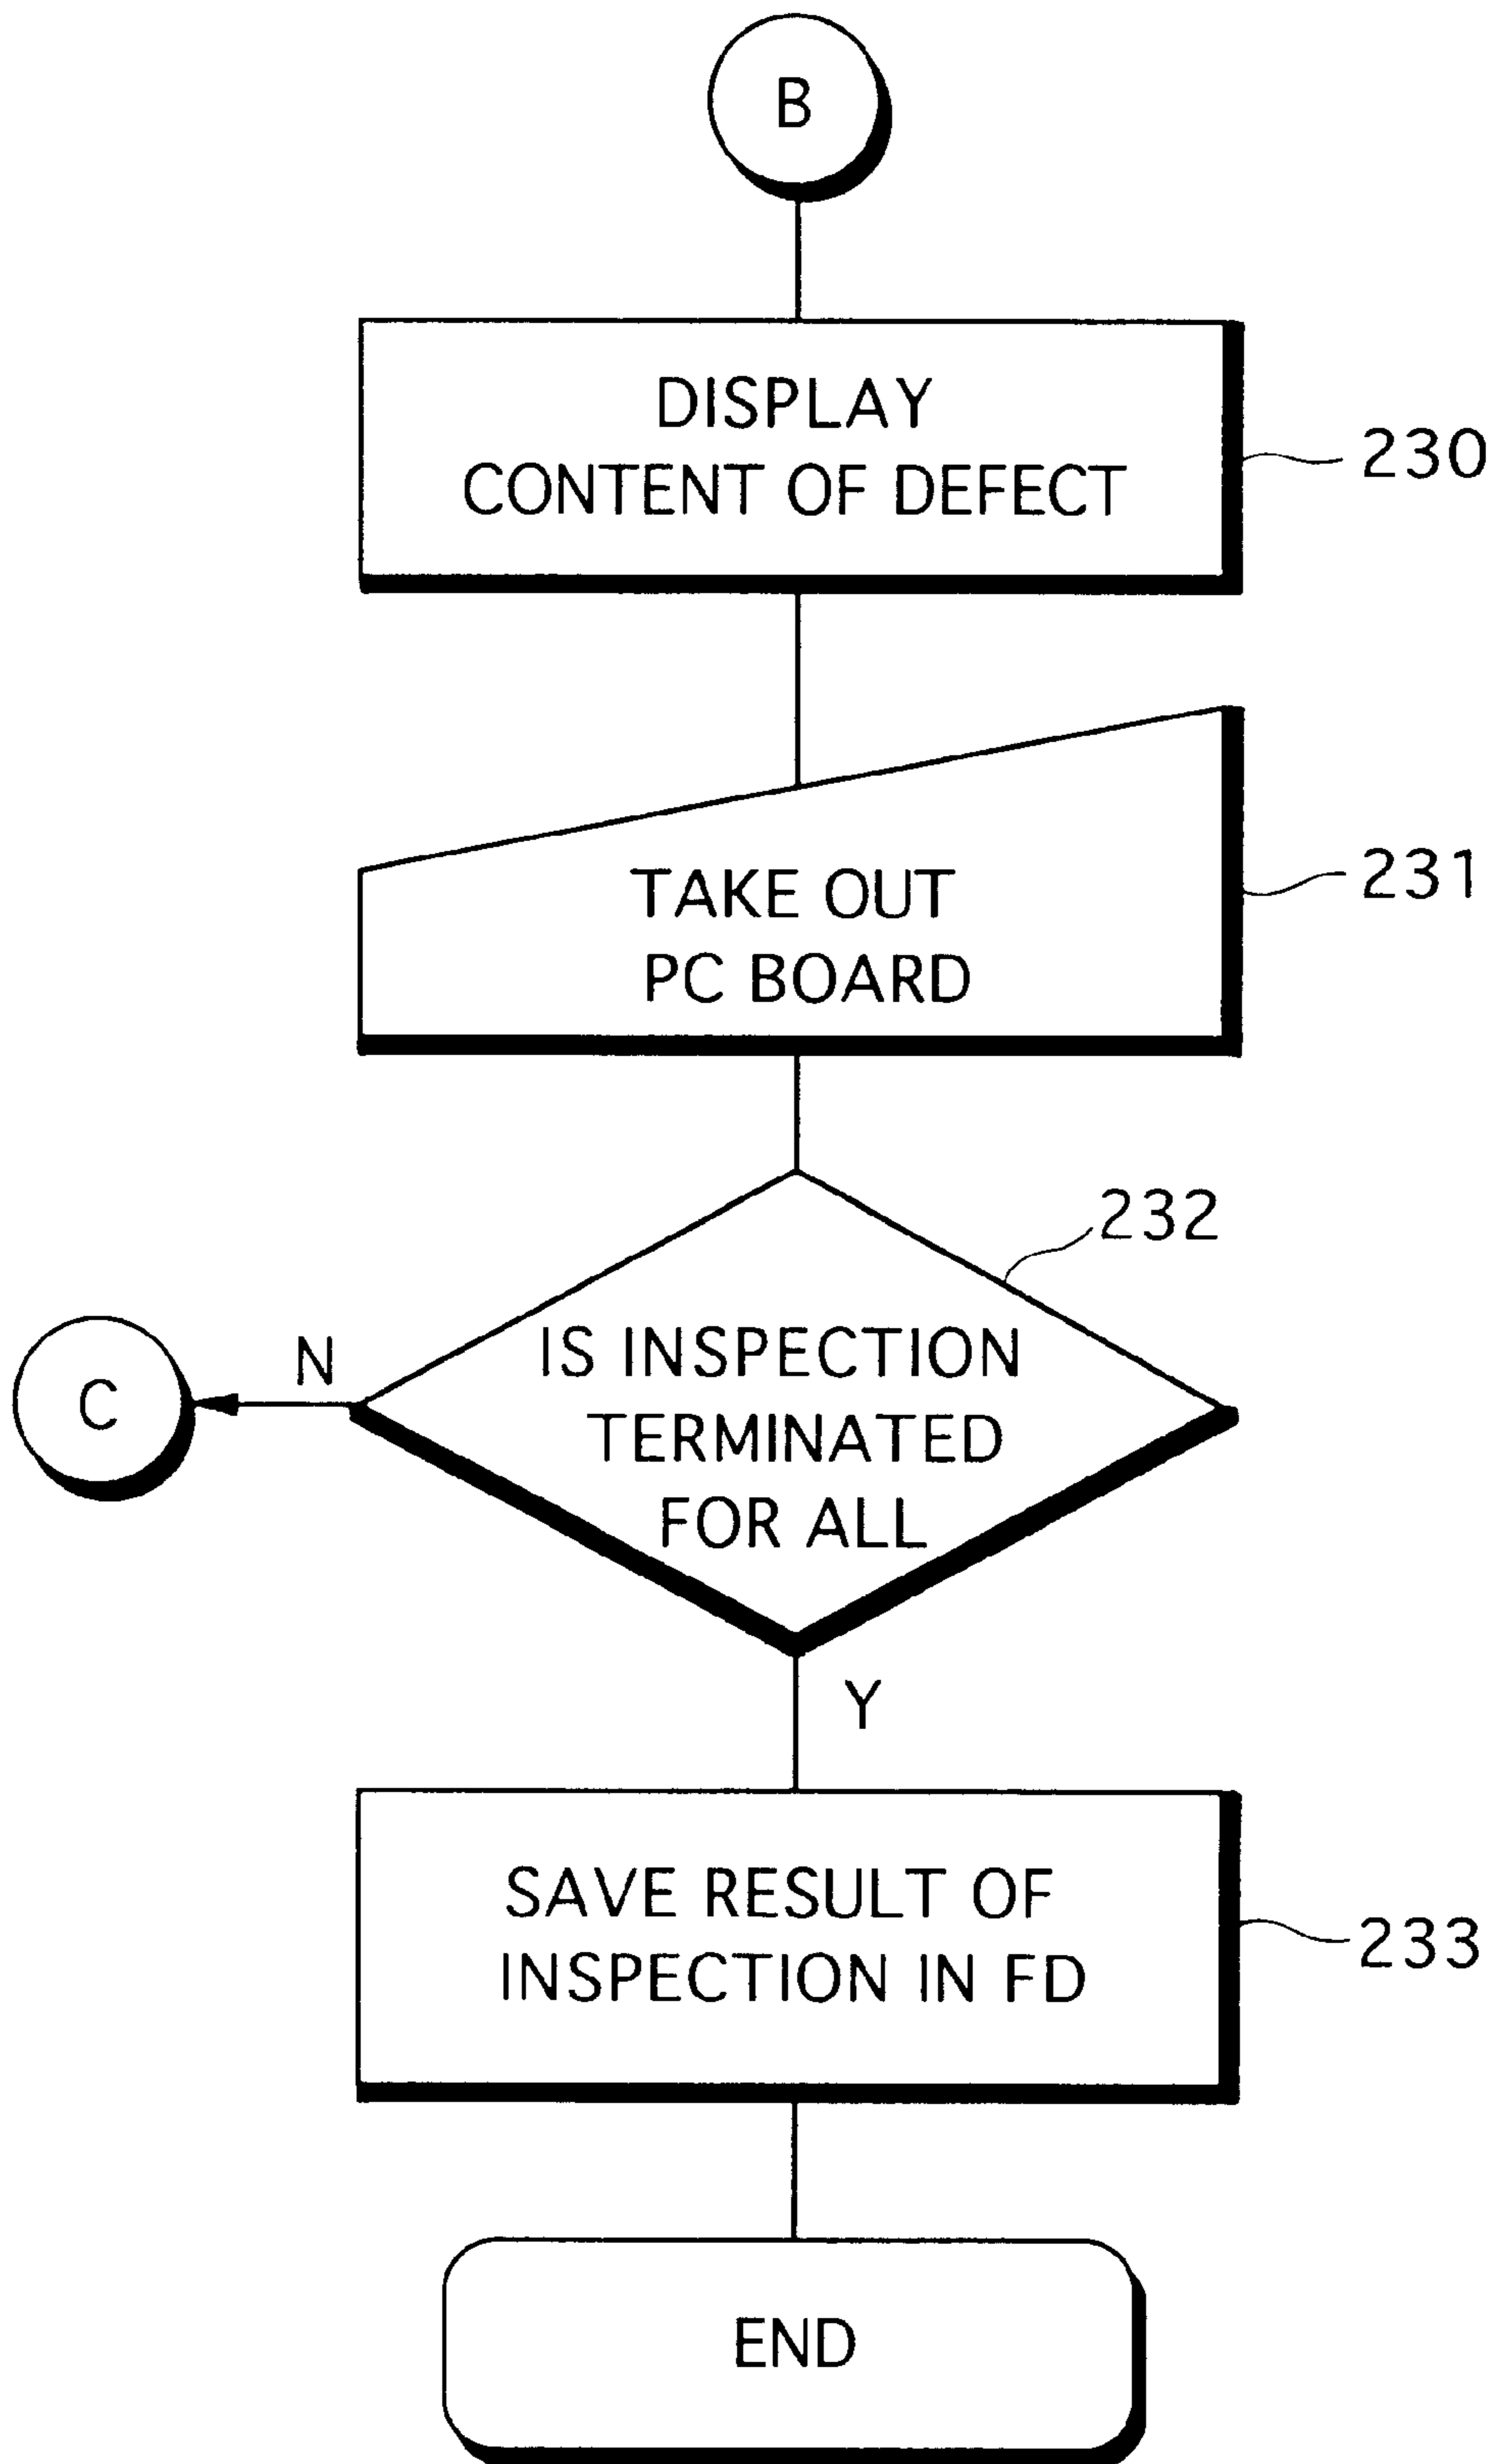 B
DISPLAY
CONTENT OF DEFECT
230
TAKE OUT
PC BOARD
231
232
IS INSPECTION
TERMINATED
FOR ALL
N
C
Y
SAVE RESULT OF
INSPECTION IN FD
233
END